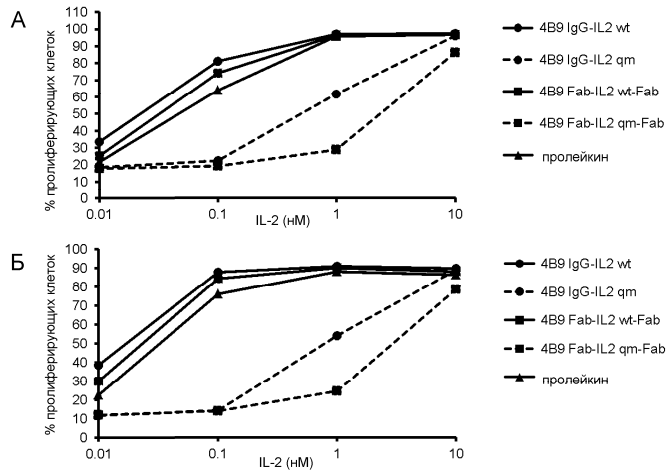 А
% пролиферирующих клеток
110
100
90
80
70
60
50
40
30
20
10
0
0.01
0.1
1
10
IL-2 (нМ)
4B9 IgG-IL2 wt
4B9 IgG-IL2 qm
4B9 Fab-IL2 wt-Fab
4B9 Fab-IL2 qm-Fab
пролейкин
Б
% пролиферирующих клеток
100
90
80
70
60
50
40
30
20
10
0
0.01
0.1
1
10
IL-2 (нМ)
4B9 IgG-IL2 wt
4B9 IgG-IL2 qm
4B9 Fab-IL2 wt-Fab
4B9 Fab-IL2 qm-Fab
пролейкин